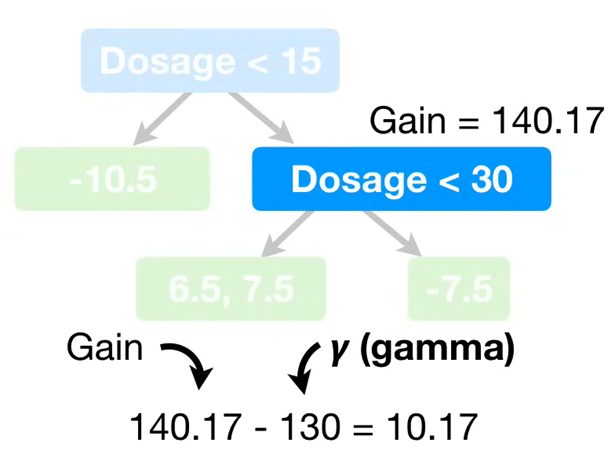 Dosage < 15
Gain = 140.17
-10.5
Dosage < 30
6.5, 7.5
-7.5
Gain
γ (gamma)
140.17 - 130 = 10.17